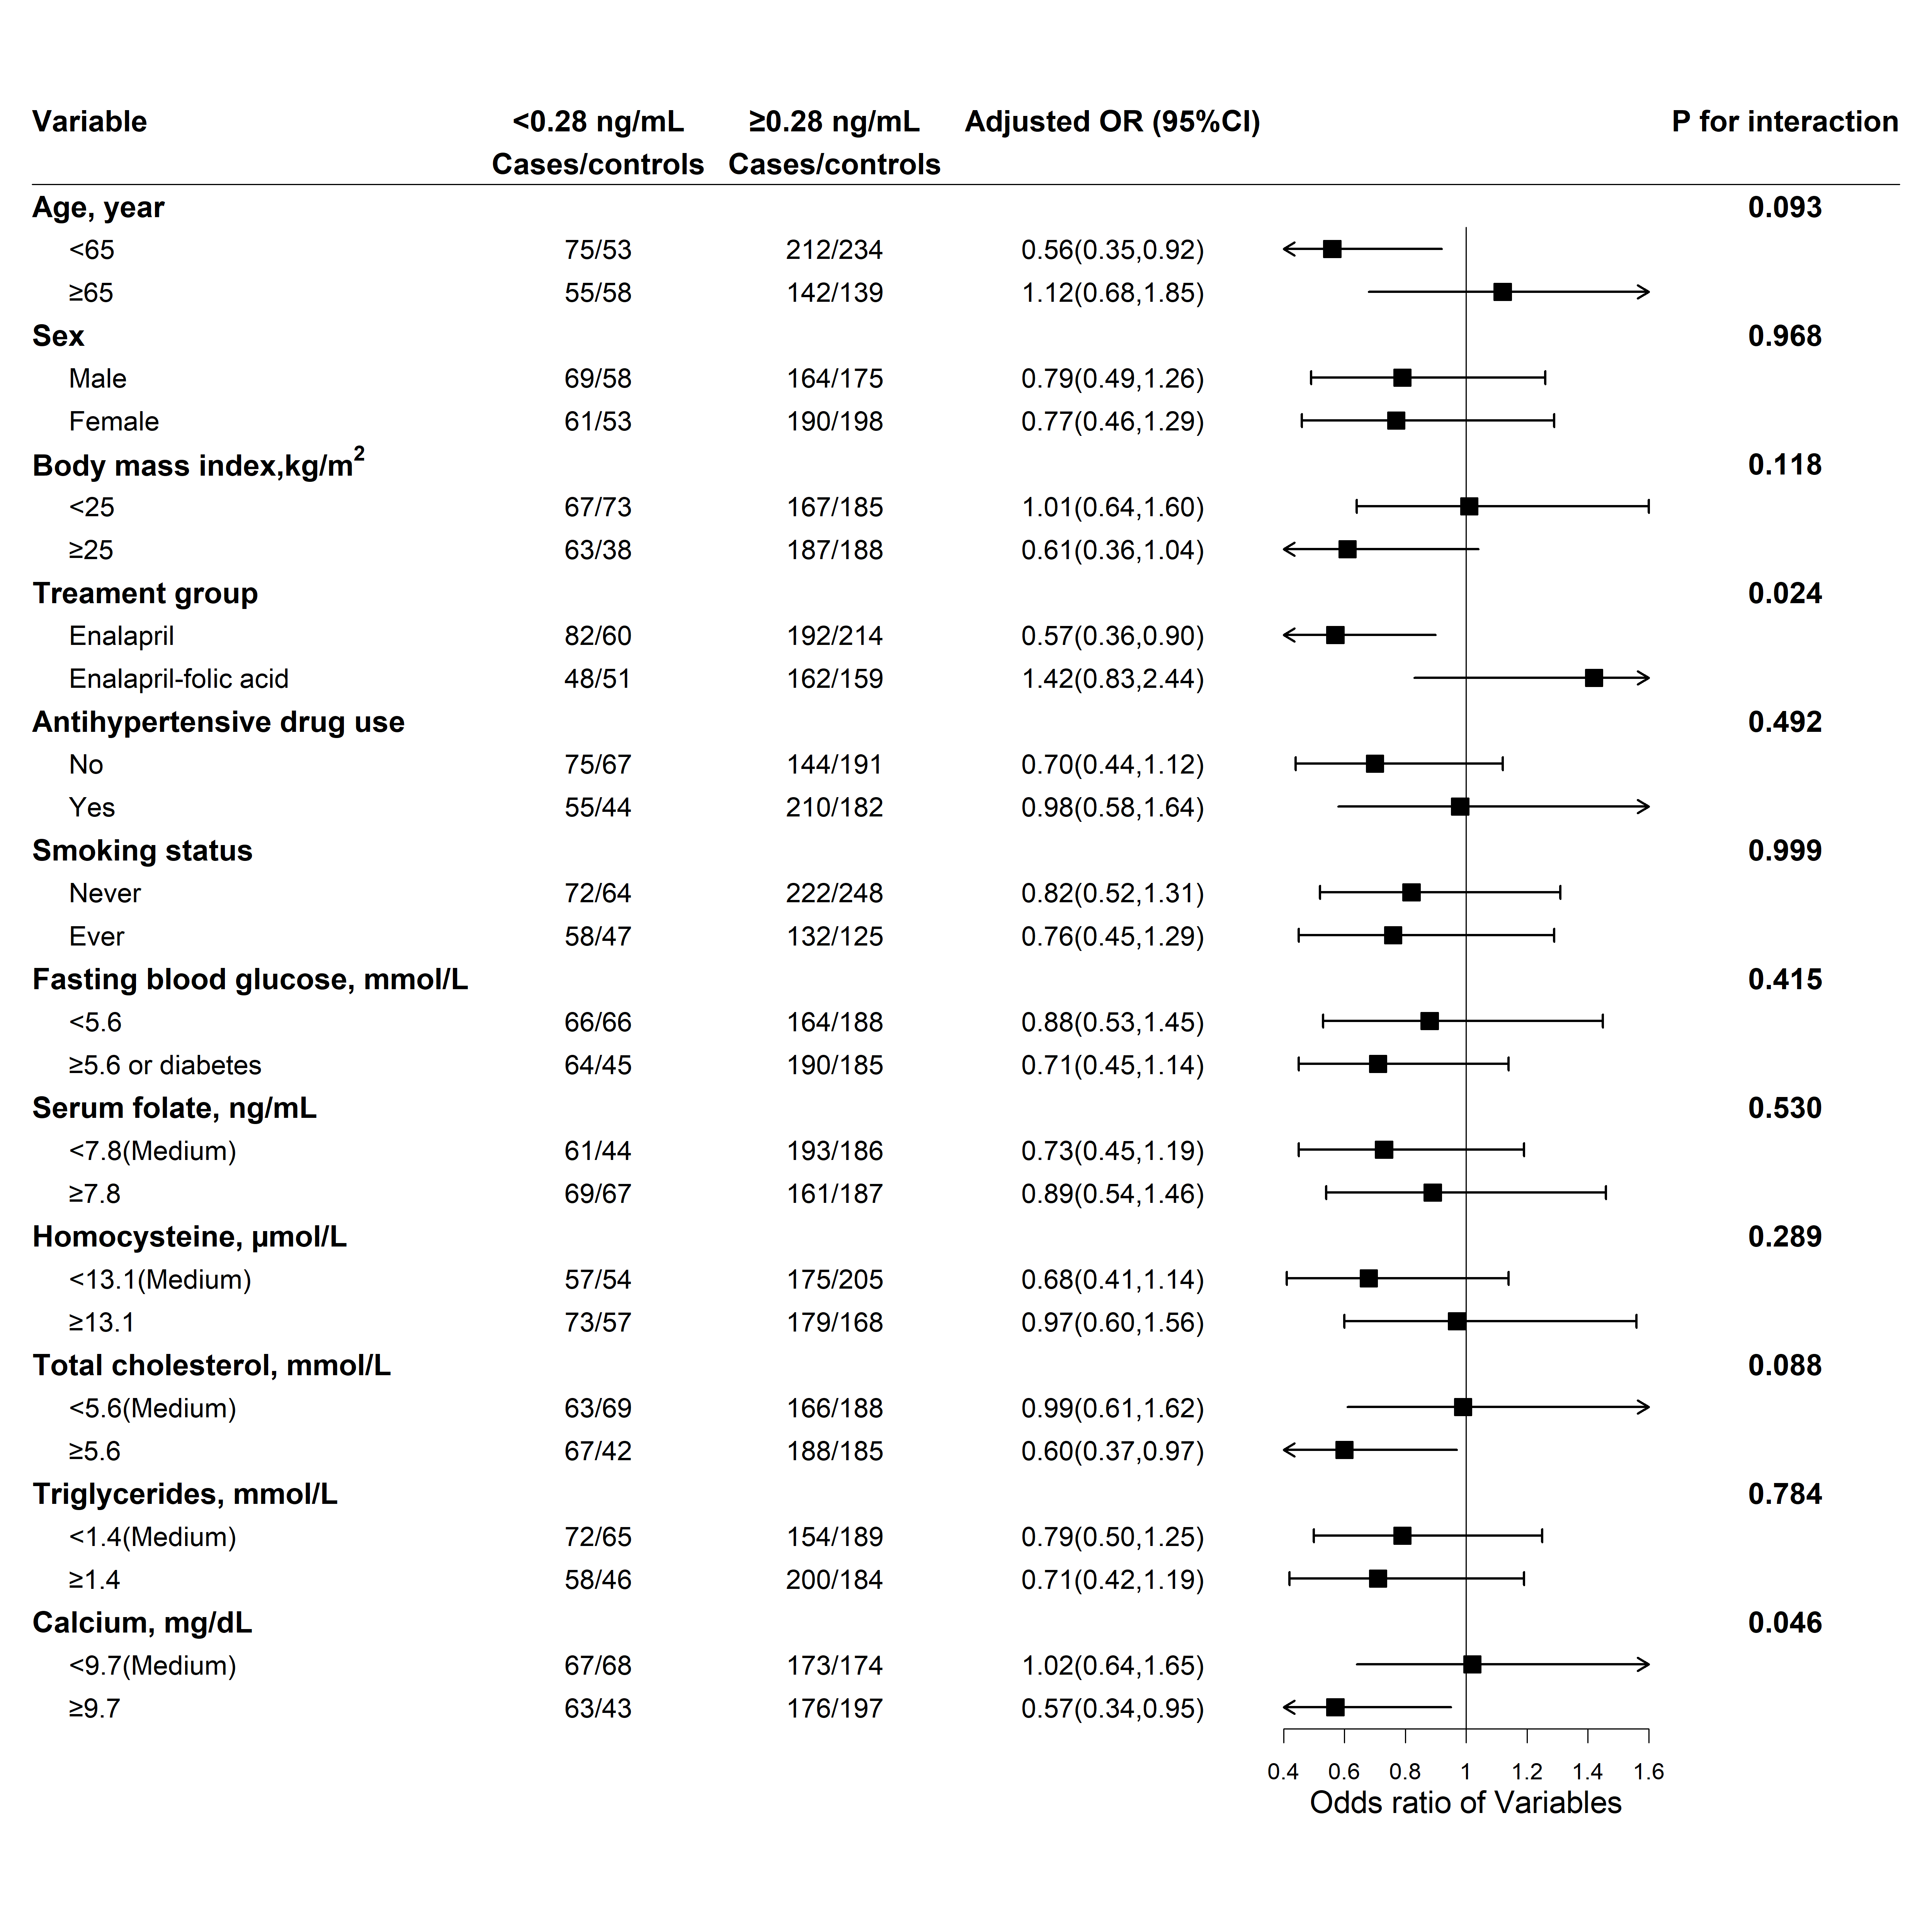 Variable <0.28 ng/mL ≥0.28 ng/mL Adjusted OR (95%CI) P for interaction
Cases/controls Cases/controls
Age, year 0.093
<65 75/53 212/234 0.56(0.35,0.92)
≥65 55/58 142/139 1.12(0.68,1.85)
Sex 0.968
Male 69/58 164/175 0.79(0.49,1.26)
Female 61/53 190/198 0.77(0.46,1.29)
Body mass index,kg/m² 0.118
<25 67/73 167/185 1.01(0.64,1.60)
≥25 63/38 187/188 0.61(0.36,1.04)
Treament group 0.024
Enalapril 82/60 192/214 0.57(0.36,0.90)
Enalapril-folic acid 48/51 162/159 1.42(0.83,2.44)
Antihypertensive drug use 0.492
No 75/67 144/191 0.70(0.44,1.12)
Yes 55/44 210/182 0.98(0.58,1.64)
Smoking status 0.999
Never 72/64 222/248 0.82(0.52,1.31)
Ever 58/47 132/125 0.76(0.45,1.29)
Fasting blood glucose, mmol/L 0.415
<5.6 66/66 164/188 0.88(0.53,1.45)
≥5.6 or diabetes 64/45 190/185 0.71(0.45,1.14)
Serum folate, ng/mL 0.530
<7.8(Medium) 61/44 193/186 0.73(0.45,1.19)
≥7.8 69/67 161/187 0.89(0.54,1.46)
Homocysteine, µmol/L 0.289
<13.1(Medium) 57/54 175/205 0.68(0.41,1.14)
≥13.1 73/57 179/168 0.97(0.60,1.56)
Total cholesterol, mmol/L 0.088
<5.6(Medium) 63/69 166/188 0.99(0.61,1.62)
≥5.6 67/42 188/185 0.60(0.37,0.97)
Triglycerides, mmol/L 0.784
<1.4(Medium) 72/65 154/189 0.79(0.50,1.25)
≥1.4 58/46 200/184 0.71(0.42,1.19)
Calcium, mg/dL 0.046
<9.7(Medium) 67/68 173/174 1.02(0.64,1.65)
≥9.7 63/43 176/197 0.57(0.34,0.95)
0.4 0.6 0.8 1 1.2 1.4 1.6
Odds ratio of Variables